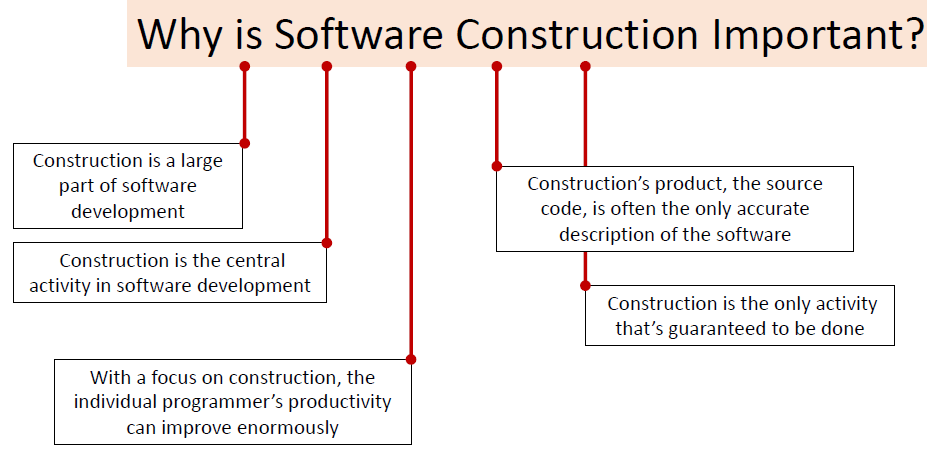 Why is Software Construction Important?
Construction is a large
part of software
development
Construction is the central
activity in software development
With a focus on construction, the
individual programmer’s productivity
can improve enormously
Construction’s product, the source
code, is often the only accurate
description of the software
Construction is the only activity
that’s guaranteed to be done